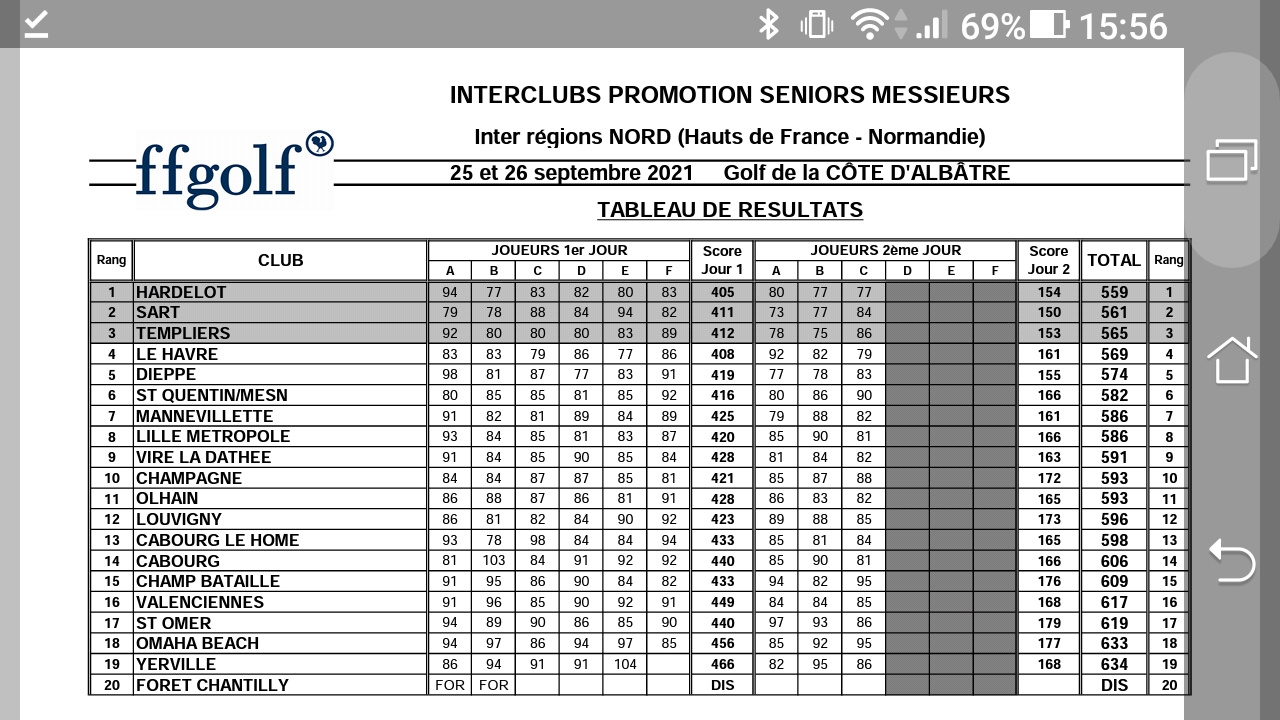 69% 15:56
INTERCLUBS PROMOTION SENIORS MESSIEURS
Inter régions NORD (Hauts de France - Normandie)
ffgolf
25 et 26 septembre 2021 Golf de la CÔTE D'ALBÂTRE
TABLEAU DE RESULTATS
Rang CLUB JOUEURS 1er JOUR Score Jour 1 JOUEURS 2ème JOUR Score Jour 2 TOTAL Rang
A B C D E F A B C D E F
1 HARDELOT 94 77 83 82 80 83 405 80 77 77 154 559 1
2 SART 79 78 88 84 94 82 411 73 77 84 150 561 2
3 TEMPLIERS 92 80 80 80 83 89 412 78 75 86 153 565 3
4 LE HAVRE 83 83 79 86 77 86 408 92 82 79 161 569 4
5 DIEPPE 98 81 87 77 83 91 419 77 78 83 155 574 5
6 ST QUENTIN/MESN 80 85 85 81 85 92 416 80 86 90 166 582 6
7 MANNEVILLETTE 91 82 81 89 84 89 425 79 88 82 161 586 7
8 LILLE METROPOLE 93 84 85 81 83 87 420 85 90 81 166 586 8
9 VIRE LA DATHEE 91 84 85 90 85 84 428 81 84 82 163 591 9
10 CHAMPAGNE 84 84 87 87 85 81 421 85 87 88 172 593 10
11 OLHAIN 86 88 87 86 81 91 428 86 83 82 165 593 11
12 LOUVIGNY 86 81 82 84 90 92 423 89 88 85 173 596 12
13 CABOURG LE HOME 93 78 98 84 84 94 433 85 81 84 165 598 13
14 CABOURG 81 103 84 91 92 92 440 85 90 81 166 606 14
15 CHAMP BATAILLE 91 95 86 90 84 82 433 94 82 95 176 609 15
16 VALENCIENNES 91 96 85 90 92 91 449 84 84 85 168 617 16
17 ST OMER 94 89 90 86 85 90 440 97 93 86 179 619 17
18 OMAHA BEACH 94 97 86 94 97 85 456 85 92 95 177 633 18
19 YERVILLE 86 94 91 91 104 466 82 95 86 168 634 19
20 FORET CHANTILLY FOR FOR DIS DIS 20